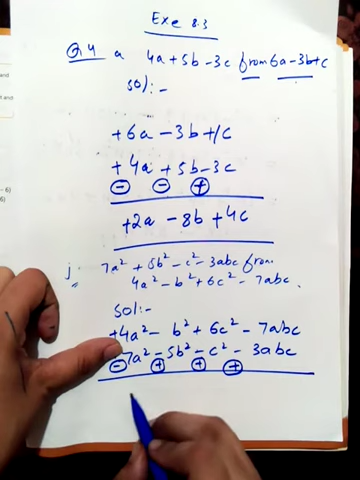 Exe 8.3
Q.4 a 4a+5b-3c from 6a-3b+c
Sol:-
+6a-3b+1c
+4a+5b-3c
- - +
+2a-8b+4c
j 7a²+5b²-c²-3abc from
4a²-b²+6c²-7abc.
Sol:-
+4a²-b²+6c²-7abc
7a²-5b²-c²-3abc
- + + +